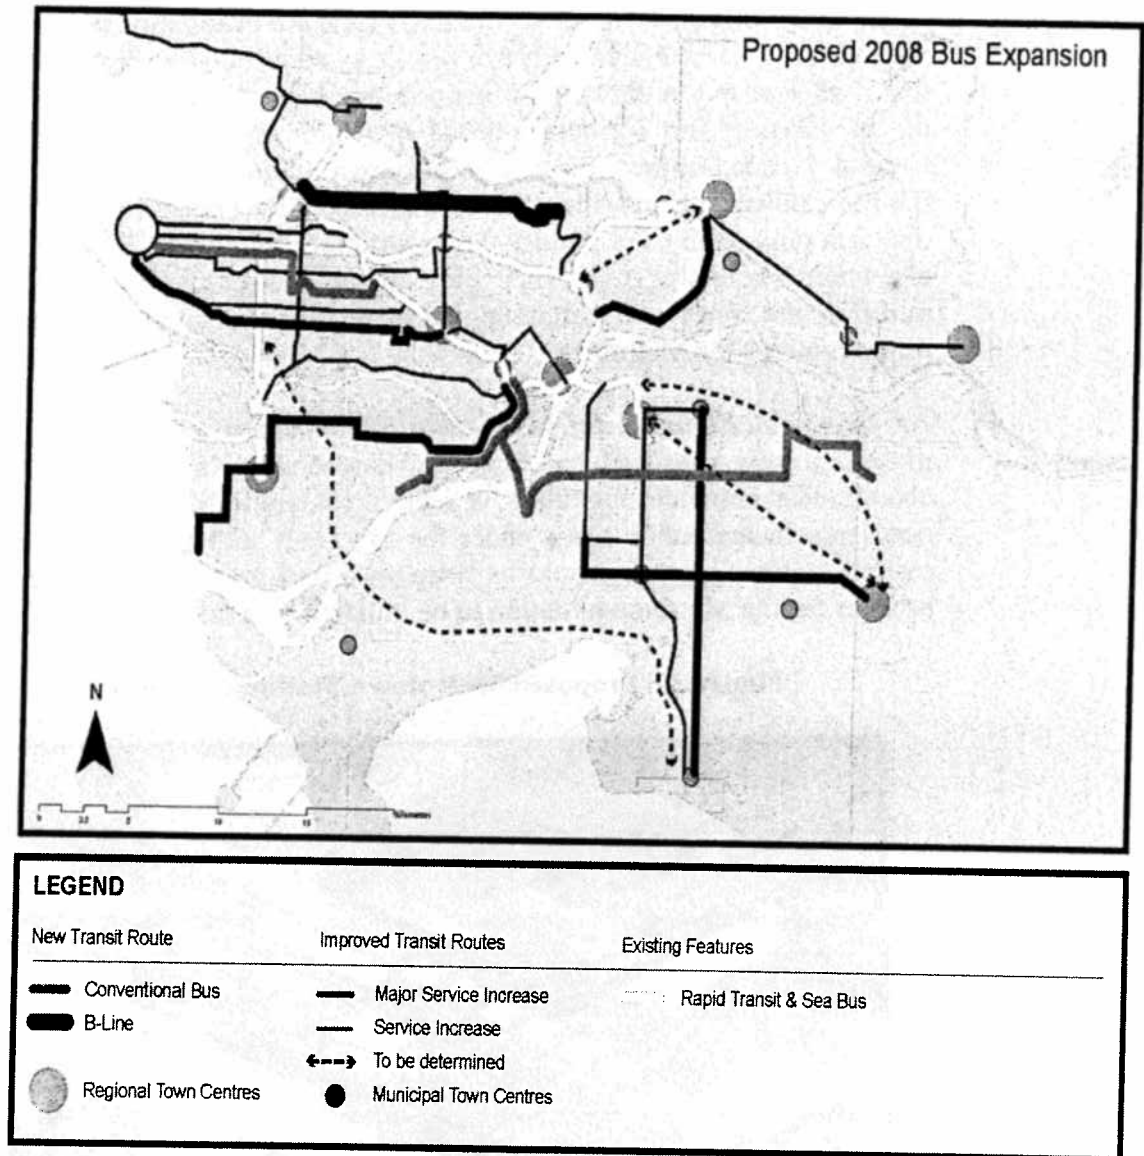 Proposed 2008 Bus Expansion
N
LEGEND
New Transit Route
Improved Transit Routes
Existing Features
Conventional Bus
Major Service Increase
Rapid Transit & Sea Bus
B-Line
Service Increase
To be determined
Regional Town Centres
Municipal Town Centres